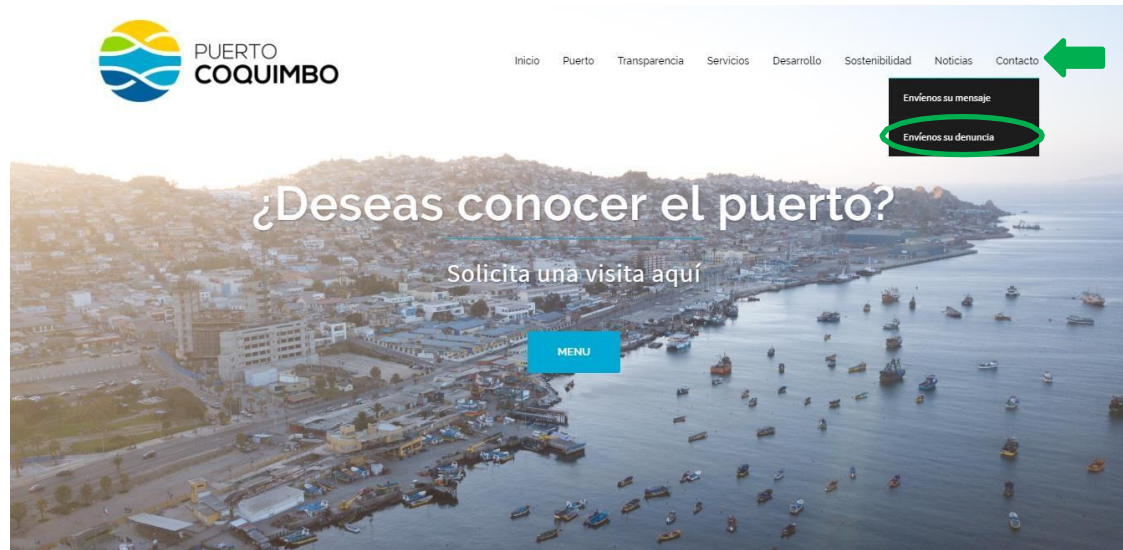 PUERTO
COQUIMBO
Inicio Puerto Transparencia Servicios Desarrollo Sostenibilidad Noticias Contacto
Envíenos su mensaje
Envíenos su denuncia
¿Deseas conocer el puerto?
Solicita una visita aquí
MENU